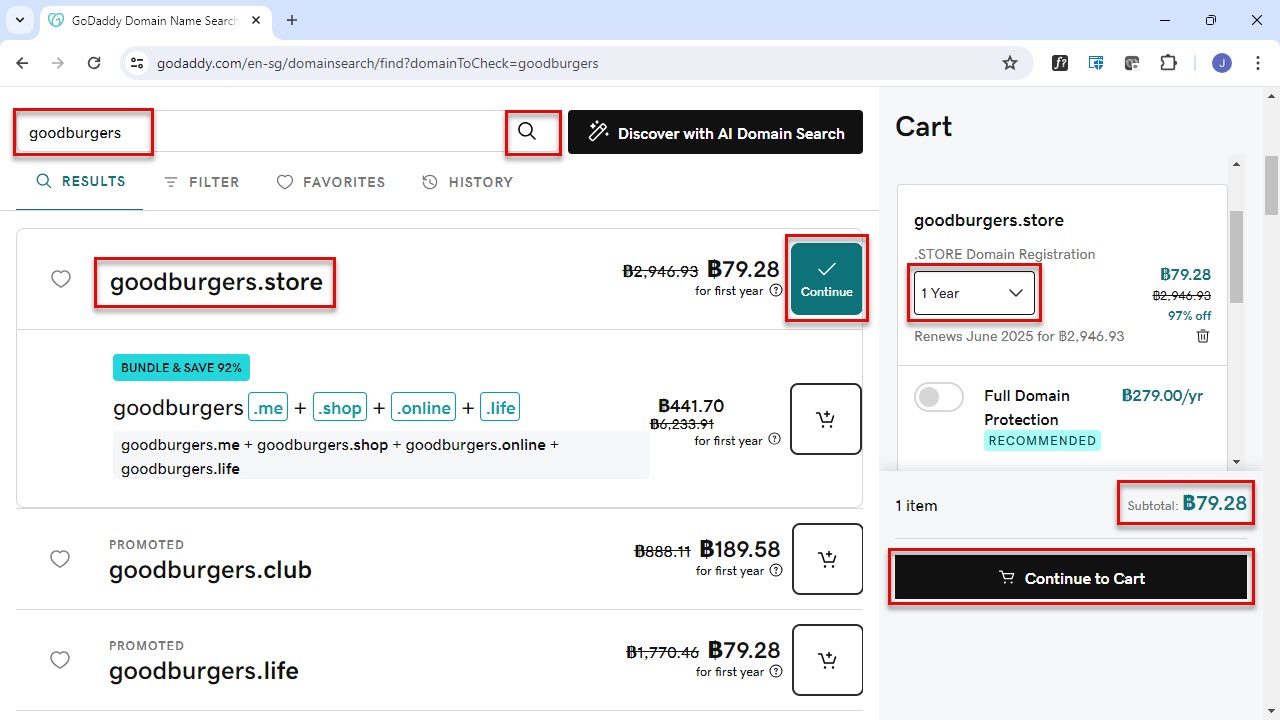 GoDaddy Domain Name Search
godaddy.com/en-sg/domainsearch/find?domainToCheck=goodburgers
f?
J
goodburgers
Discover with AI Domain Search
RESULTS
FILTER
FAVORITES
HISTORY
goodburgers.store
฿2,946.93 ฿79.28
for first year
Continue
BUNDLE & SAVE 92%
goodburgers .me + .shop + .online + .life
goodburgers.me + goodburgers.shop + goodburgers.online +
goodburgers.life
฿441.70
฿6,233.91
for first year
PROMOTED
goodburgers.club
฿888.11 ฿189.58
for first year
PROMOTED
goodburgers.life
฿1,770.46 ฿79.28
for first year
Cart
goodburgers.store
.STORE Domain Registration
1 Year
฿79.28
฿2,946.93
97% off
Renews June 2025 for ฿2,946.93
Full Domain
Protection
฿279.00/yr
RECOMMENDED
1 item
Subtotal: ฿79.28
Continue to Cart